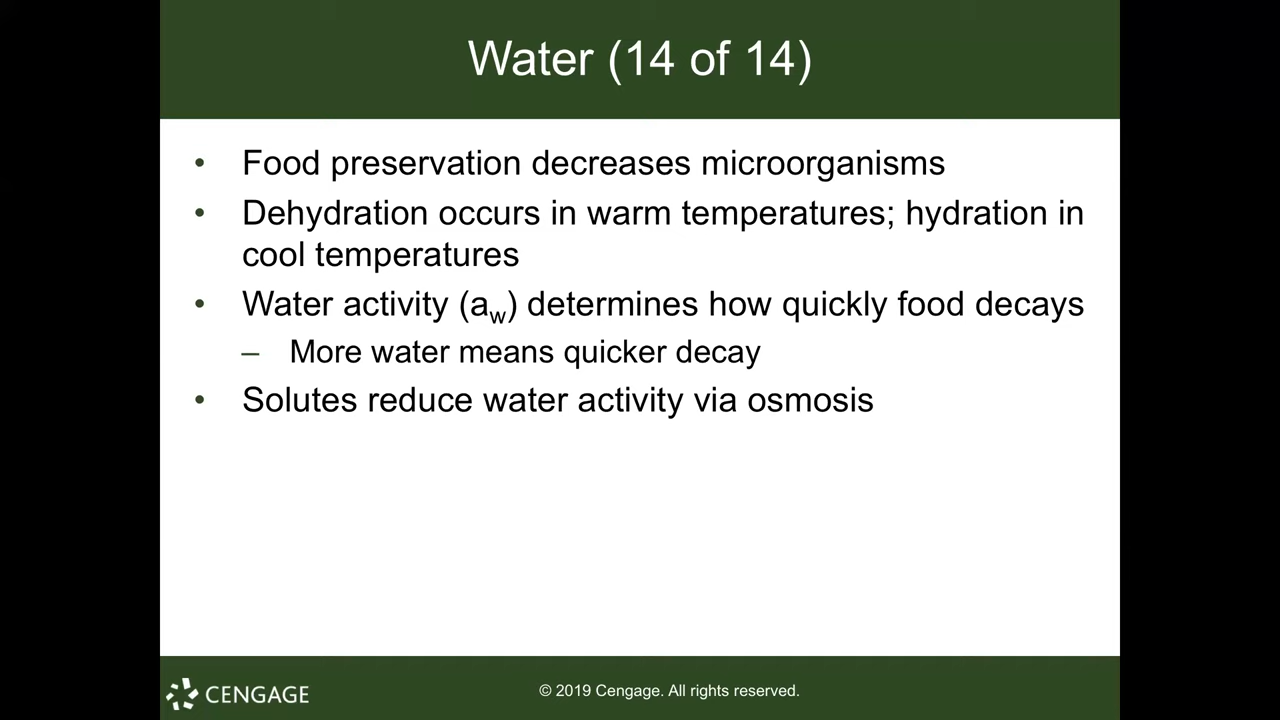 Water (14 of 14)
• Food preservation decreases microorganisms
• Dehydration occurs in warm temperatures; hydration in
cool temperatures
• Water activity (aw) determines how quickly food decays
– More water means quicker decay
• Solutes reduce water activity via osmosis
CENGAGE
© 2019 Cengage. All rights reserved.